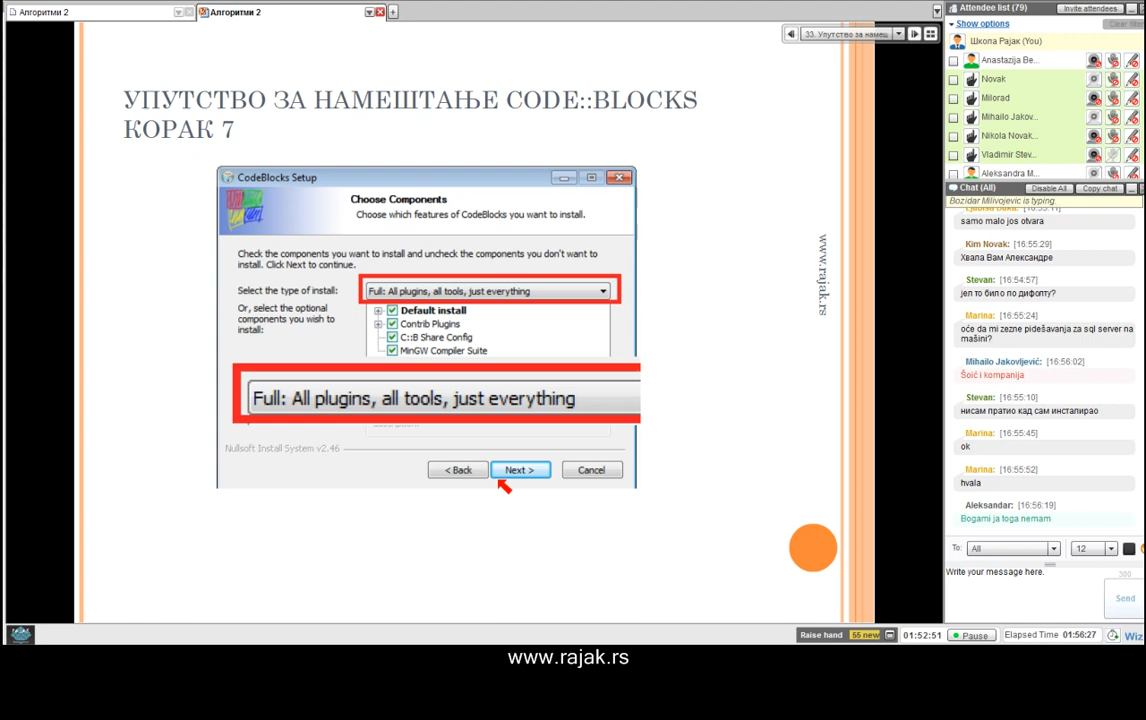 Алгоритми 2
Алгоритми 2
33. Упутство за намеш
УПУТСТВО ЗА НАМЕШТАЊЕ CODE::BLOCKS
КОРАК 7
CodeBlocks Setup
Choose Components
Choose which features of CodeBlocks you want to install.
Check the components you want to install and uncheck the components you don't want to
install. Click Next to continue.
Select the type of install:
Full: All plugins, all tools, just everything
Or, select the optional
components you wish to
install:
Default install
Contrib Plugins
C::B Share Config
MinGW Compiler Suite
Full: All plugins, all tools, just everything
Nullsoft Install System v2.46
< Back
Next >
Cancel
www.rajak.rs
Attendee list (79)
Invite attendees
Show options
Школа Рајак (You)
Anastazija Be...
Novak
Milorad
Mihailo Jakov...
Nikola Novak...
Vladimir Stev...
Aleksandra M...
Chat (All)
Disable All
Copy chat
Bozidar Milivojevic is typing.
samo malo jos otvara
Kim Novak: [16:55:29]
Хвала Вам Александре
Stevan: [16:54:57]
јел то било по дифолту?
Marina: [16:55:24]
oće da mi zezne pidešavanja za sql server na
mašini?
Mihailo Jakovljević: [16:56:02]
Šoić i kompanija
Stevan: [16:55:10]
нисам пратио кад сам инсталирао
Marina: [16:55:45]
ok
Marina: [16:55:52]
hvala
Aleksandar: [16:56:19]
Bogami ja toga nemam
To:
All
12
Write your message here.
300
Send
Raise hand
55 new
01:52:51
Pause
Elapsed Time
01:56:27
Wiz
www.rajak.rs